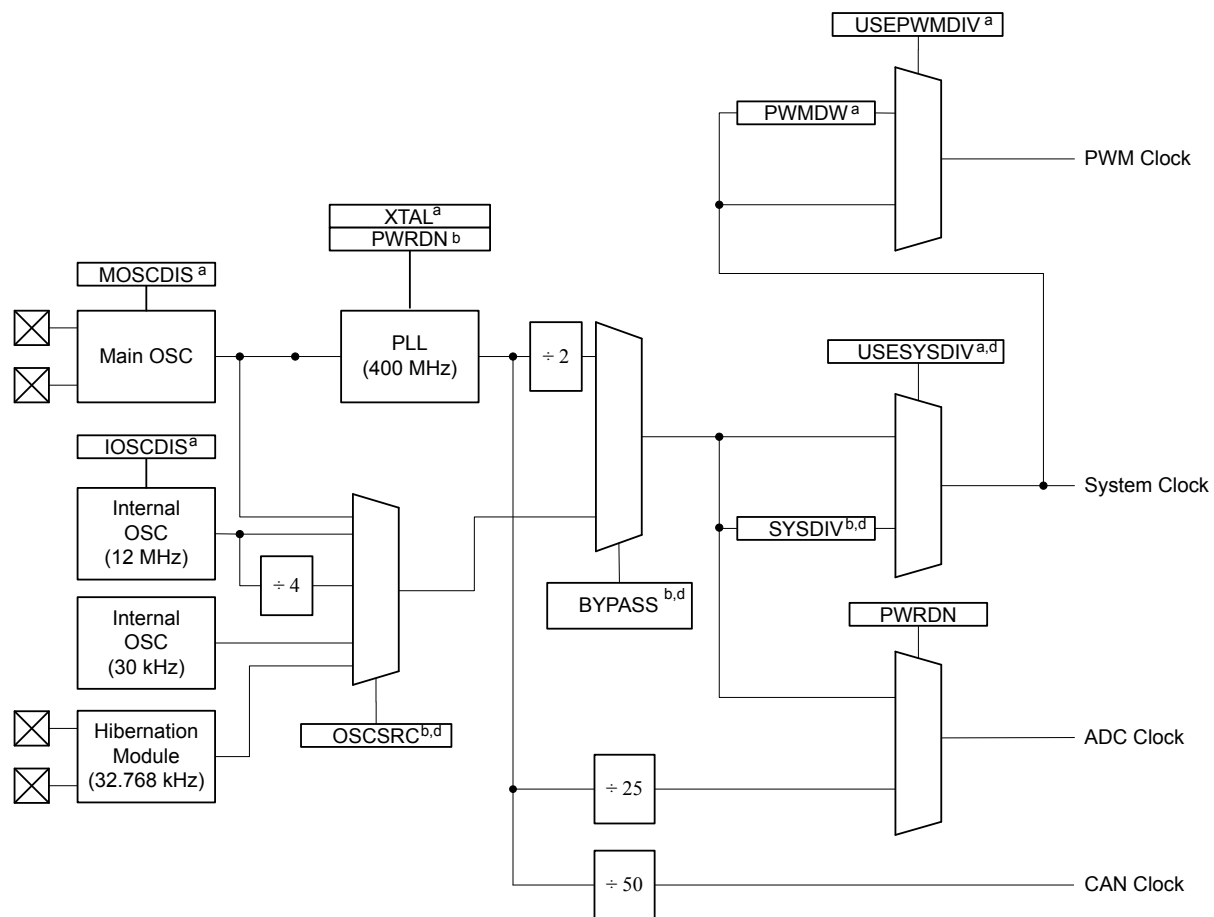 USEPWMDIV a
PWMDW a
PWM Clock
XTAL a
PWRDN b
MOSCDIS a
Main OSC
PLL
(400 MHz)
÷ 2
USESYSDIV a,d
IOSCDIS a
Internal
OSC
(12 MHz)
÷ 4
System Clock
SYSDIV b,d
BYPASS b,d
Internal
OSC
(30 kHz)
PWRDN
Hibernation
Module
(32.768 kHz)
OSCSRC b,d
ADC Clock
÷ 25
÷ 50
CAN Clock